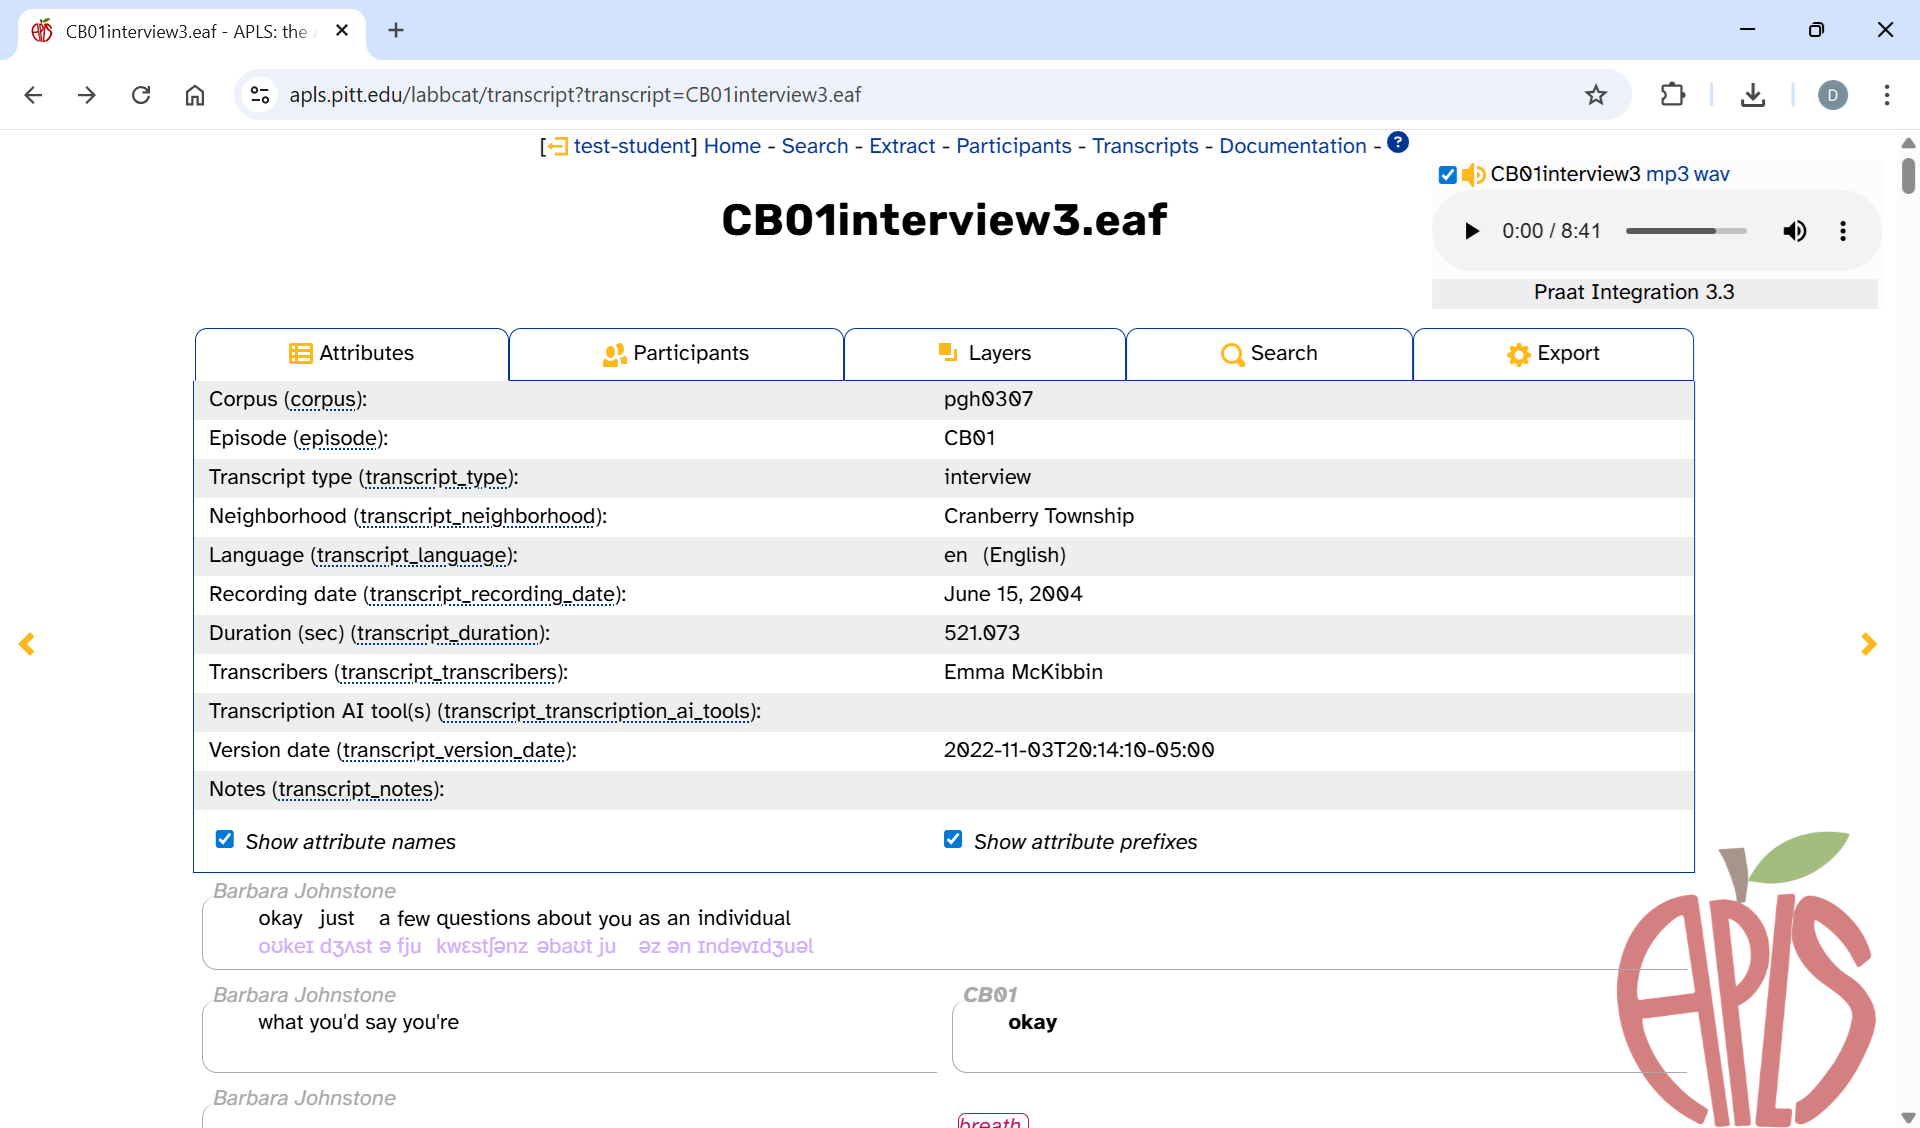 CB01interview3.eaf - APLS: the
apls.pitt.edu/labbcat/transcript?transcript=CB01interview3.eaf
D
[test-student] Home - Search - Extract - Participants - Transcripts - Documentation - ?
CB01interview3 mp3 wav
CB01interview3.eaf
0:00 / 8:41
Praat Integration 3.3
Attributes Participants Layers Search Export
Corpus (corpus): pgh0307
Episode (episode): CB01
Transcript type (transcript_type): interview
Neighborhood (transcript_neighborhood): Cranberry Township
Language (transcript_language): en (English)
Recording date (transcript_recording_date): June 15, 2004
Duration (sec) (transcript_duration): 521.073
Transcribers (transcript_transcribers): Emma McKibbin
Transcription AI tool(s) (transcript_transcription_ai_tools):
Version date (transcript_version_date): 2022-11-03T20:14:10-05:00
Notes (transcript_notes):
Show attribute names Show attribute prefixes
Barbara Johnstone
okay just a few questions about you as an individual
oʊkeɪ dʒʌst ə fju kwɛstʃənz əbaʊt ju əz ən ɪndəvɪdʒuəl
Barbara Johnstone CB01
what you'd say you're okay
Barbara Johnstone
breath
APLS